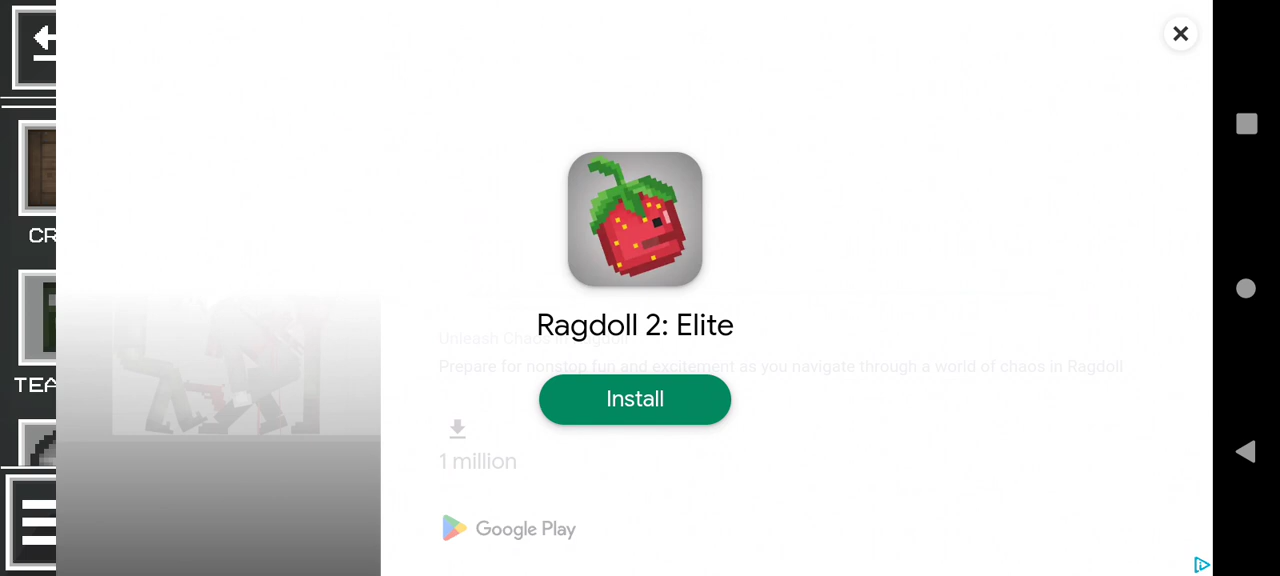 CR
TEA
Ragdoll 2: Elite
Unleash Chaos in Ragdoll
Prepare for nonstop fun and excitement as you navigate through a world of chaos in Ragdoll
Install
1 million
Google Play